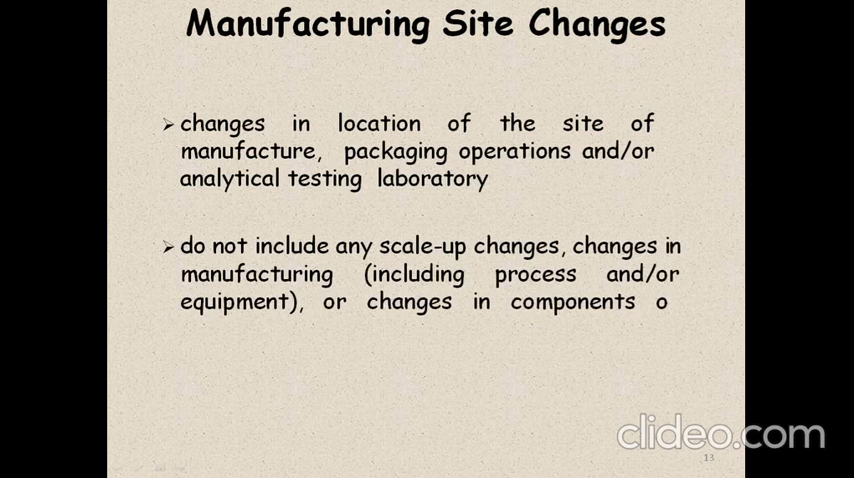 Manufacturing Site Changes
➢ changes in location of the site of
manufacture, packaging operations and/or
analytical testing laboratory
➢ do not include any scale-up changes, changes in
manufacturing (including process and/or
equipment), or changes in components o
clideo.com
13